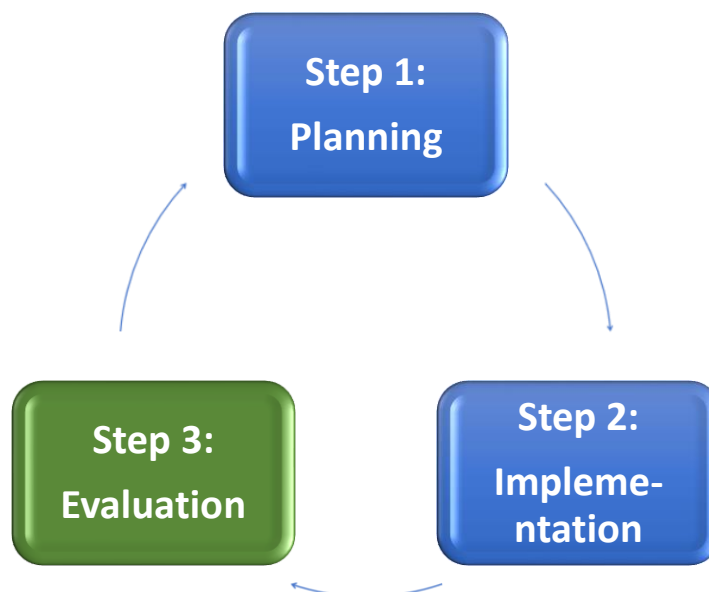 Step 1:
Planning
Step 2:
Impleme-
ntation
Step 3:
Evaluation